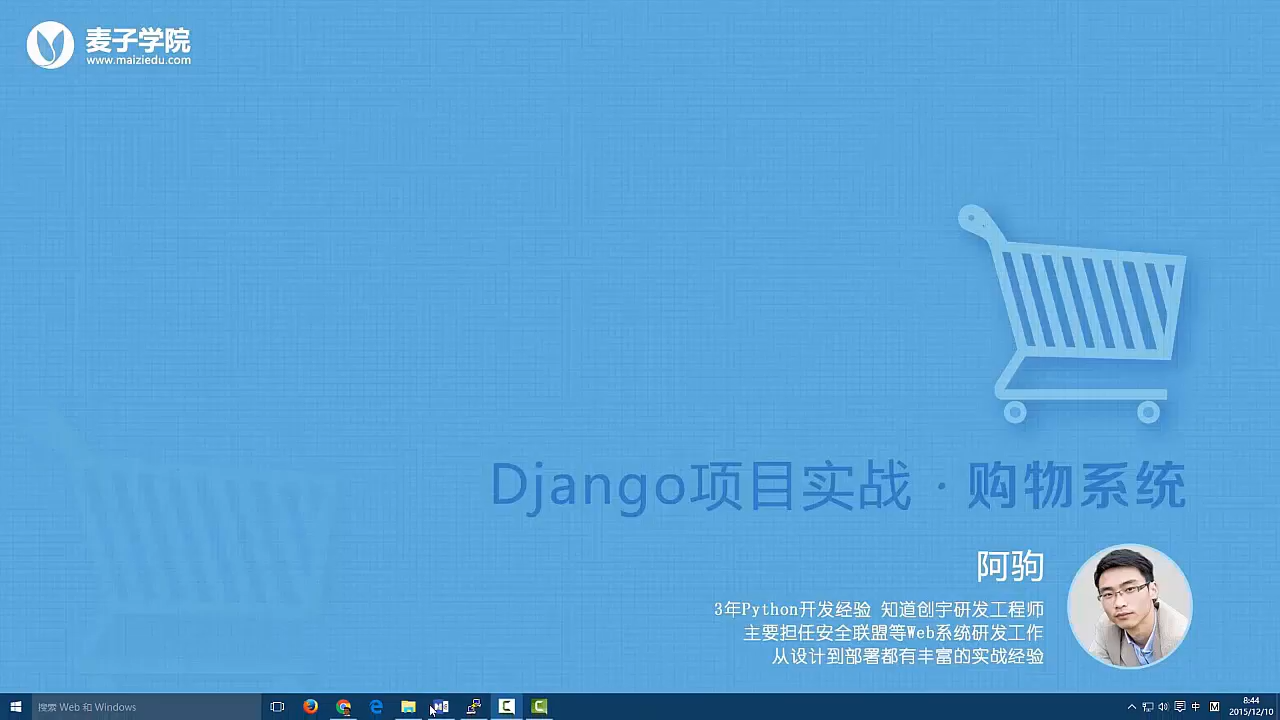 麦子学院
www.maiziedu.com
Django项目实战·购物系统
阿驹
3年Python开发经验 知道创宇研发工程师
主要担任安全联盟等Web系统研发工作
从设计到部署都有丰富的实战经验
搜索 Web 和 Windows
中
M
8:44
2015/12/10